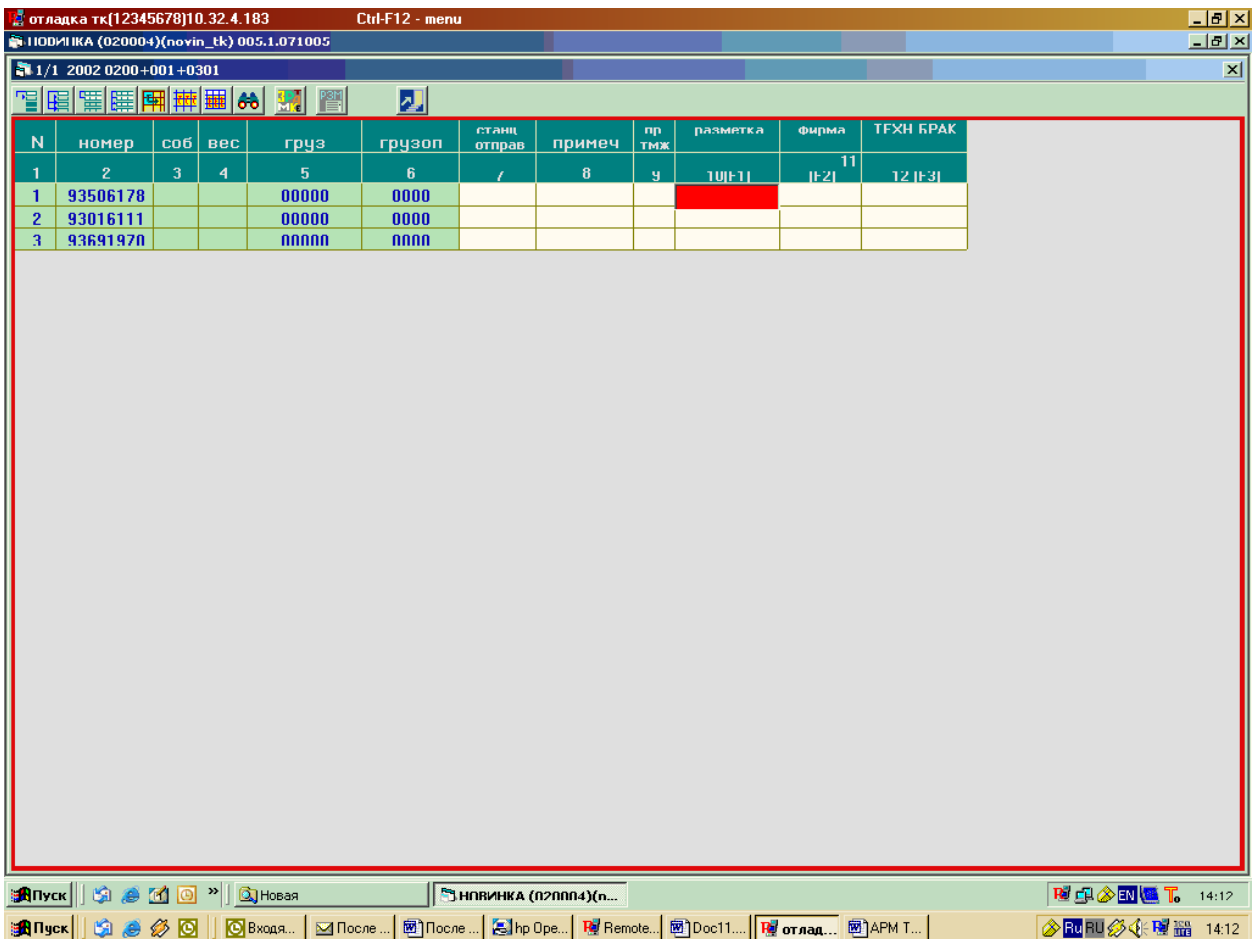 отладка тк(12345678)10.32.4.183 Ctrl-F12 - menu
НОВИНКА (020004)(novin_tk) 005.1.071005
1/1 2002 0200+001+0301
N номер соб вес груз грузоп станц отправ примеч пр тмж разметка фирма ТЕХН БРАК
1 2 3 4 5 6 7 8 9 10[F1] 11 [F2] 12 [F3]
1 93506178 00000 0000
2 93016111 00000 0000
3 93691970 00000 0000
Пуск » Новая НОВИНКА (020004)(n... EN 14:12
Пуск Входя... После ... После ... hp Ope... Remote... Doc11.... отлад... АРМ Т... Ru RU 14:12